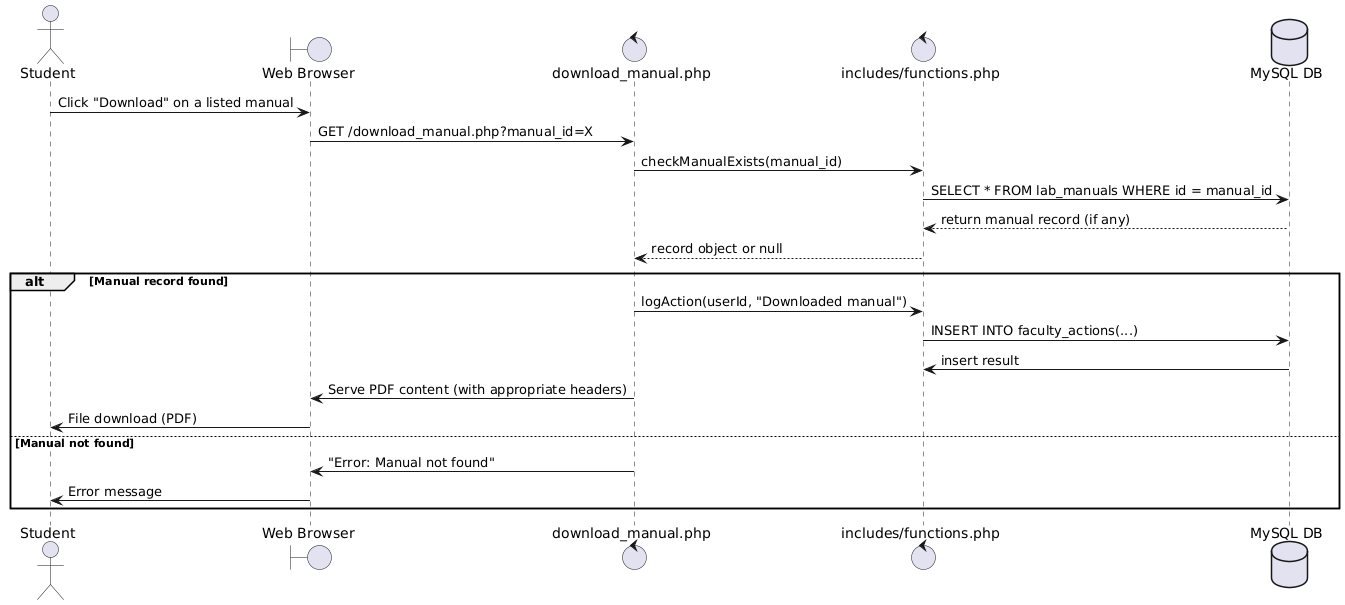 Student
Web Browser
download_manual.php
includes/functions.php
MySQL DB
Click "Download" on a listed manual
GET /download_manual.php?manual_id=X
checkManualExists(manual_id)
SELECT * FROM lab_manuals WHERE id = manual_id
return manual record (if any)
record object or null
alt
[Manual record found]
logAction(userId, "Downloaded manual")
INSERT INTO faculty_actions(...)
insert result
Serve PDF content (with appropriate headers)
File download (PDF)
[Manual not found]
"Error: Manual not found"
Error message
Student
Web Browser
download_manual.php
includes/functions.php
MySQL DB